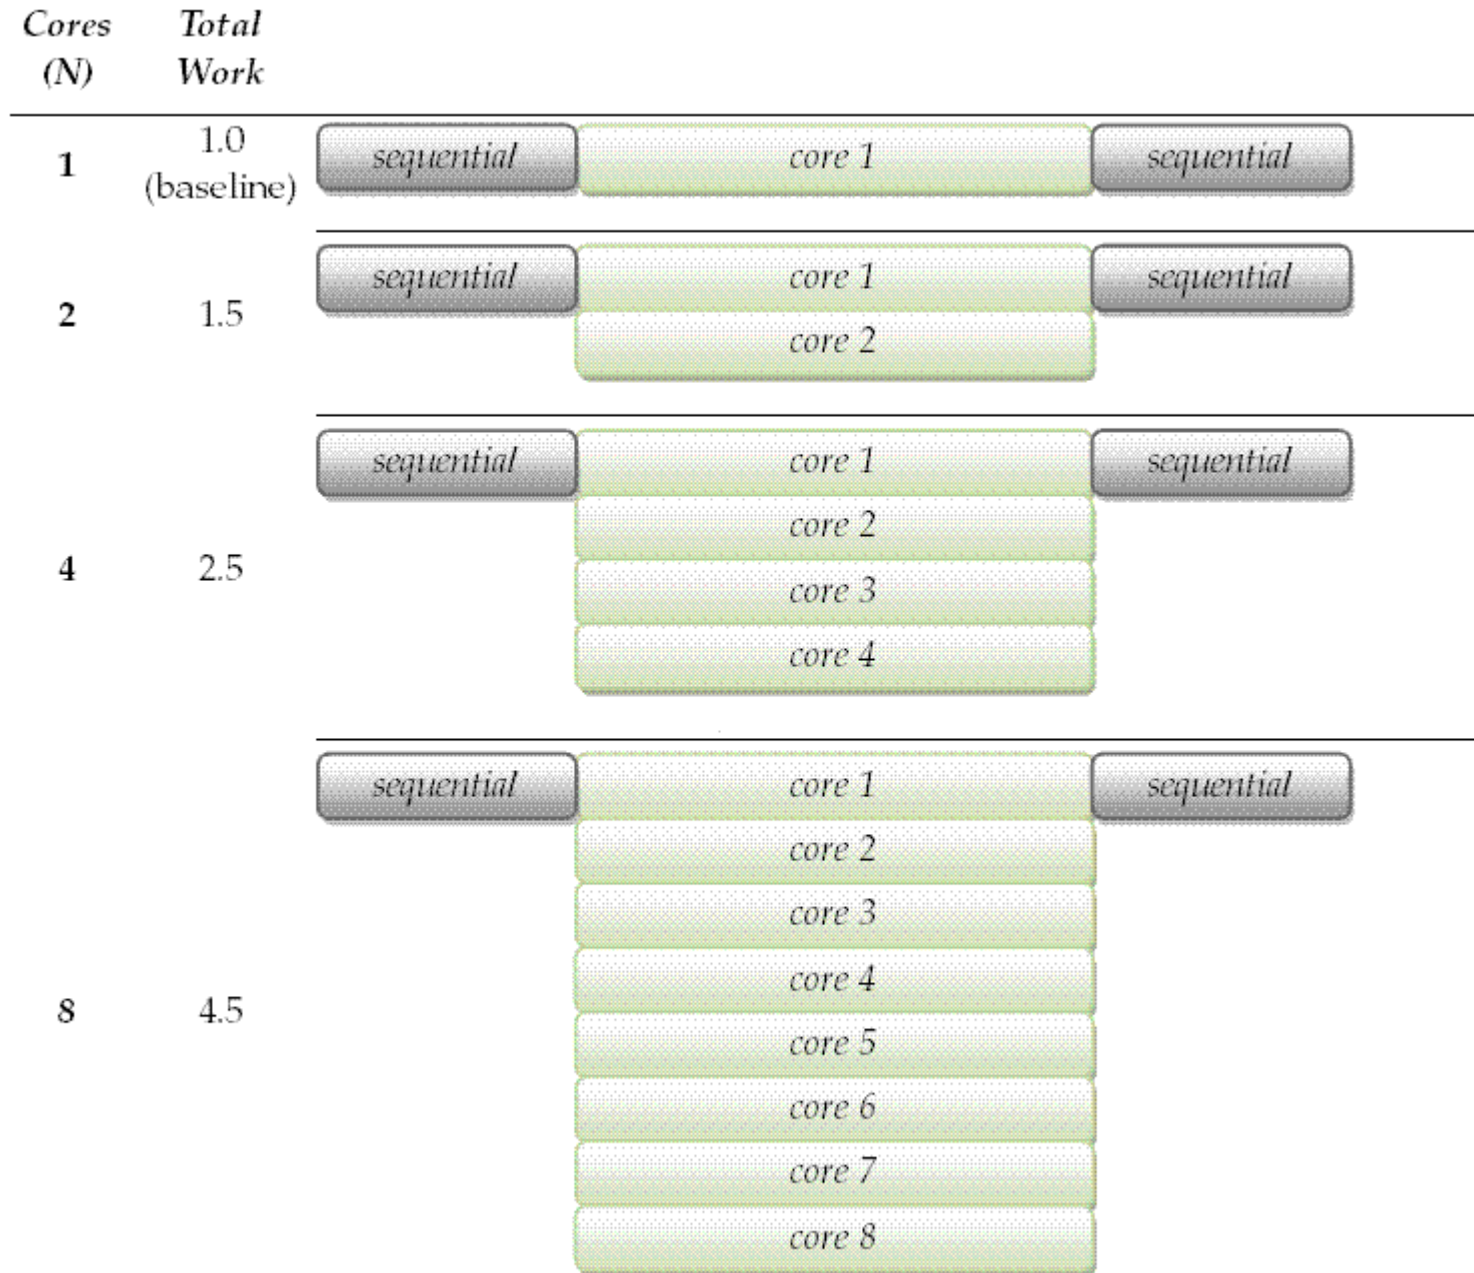 Cores Total
(N) Work
1 1.0 sequential core 1 sequential
(baseline)
sequential core 1 sequential
2 1.5
core 2
sequential core 1 sequential
core 2
4 2.5
core 3
core 4
sequential core 1 sequential
core 2
core 3
core 4
8 4.5
core 5
core 6
core 7
core 8